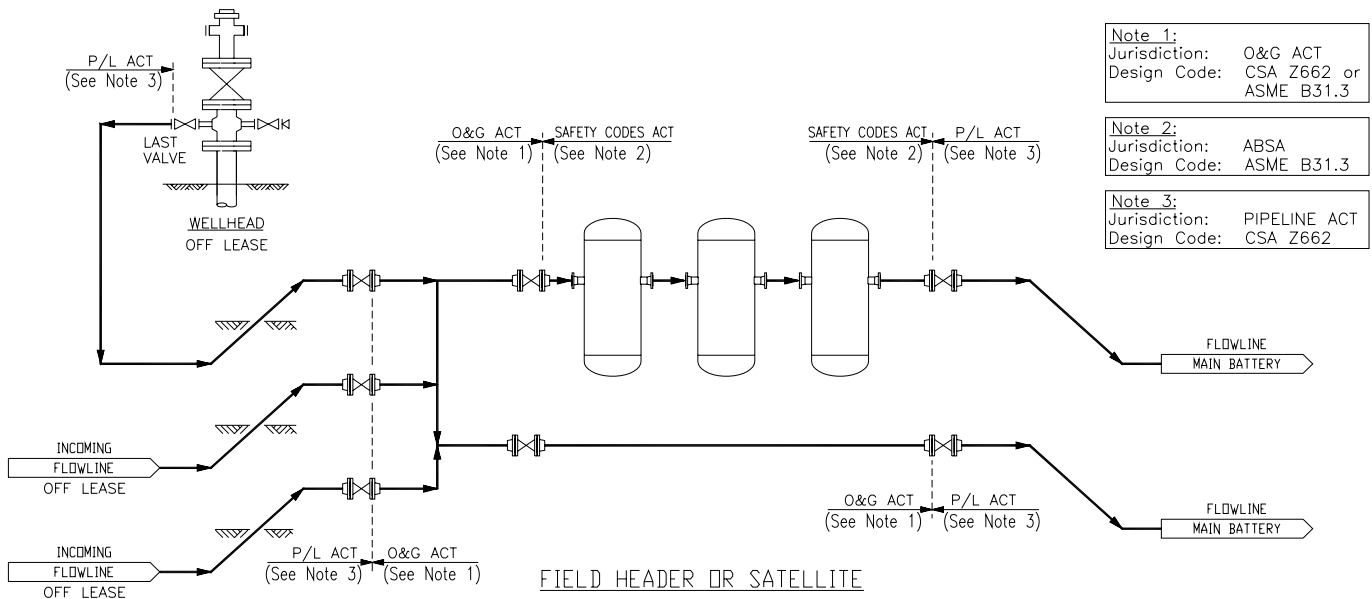 P/L ACT
(See Note 3)
LAST
VALVE
WELLHEAD
OFF LEASE
O&G ACT
(See Note 1)
SAFETY CODES ACT
(See Note 2)
SAFETY CODES ACT
(See Note 2)
P/L ACT
(See Note 3)
Note 1:
Jurisdiction: O&G ACT
Design Code: CSA Z662 or
ASME B31.3
Note 2:
Jurisdiction: ABSA
Design Code: ASME B31.3
Note 3:
Jurisdiction: PIPELINE ACT
Design Code: CSA Z662
FLOWLINE
MAIN BATTERY
INCOMING
FLOWLINE
OFF LEASE
INCOMING
FLOWLINE
OFF LEASE
P/L ACT
(See Note 3)
O&G ACT
(See Note 1)
O&G ACT
(See Note 1)
P/L ACT
(See Note 3)
FLOWLINE
MAIN BATTERY
FIELD HEADER OR SATELLITE